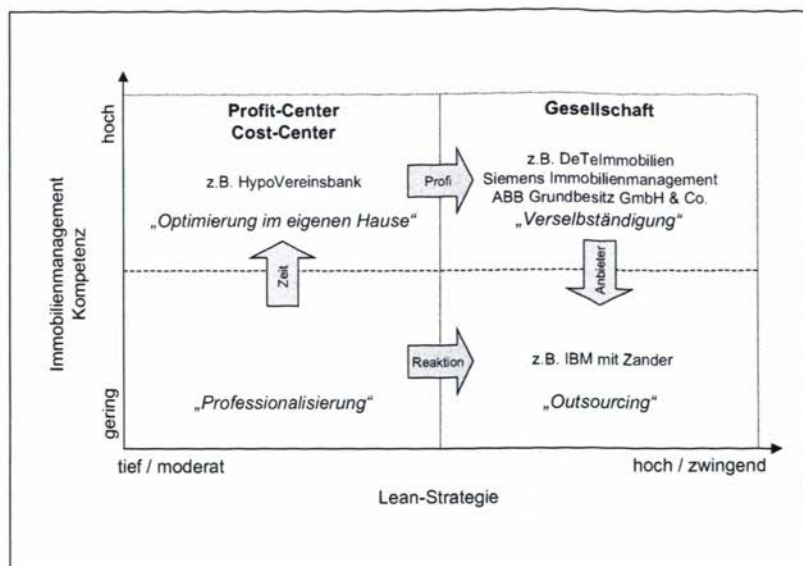 hoch
Profit-Center
Cost-Center
Gesellschaft
z.B. HypoVereinsbank
Profi
z.B. DeTeImmobilien
Siemens Immobilienmanagement
ABB Grundbesitz GmbH & Co.
„Optimierung im eigenen Hause“
„Verselbständigung“
Immobilienmanagement
Kompetenz
Zeit
Anbieter
Reaktion
z.B. IBM mit Zander
„Professionalisierung“
„Outsourcing“
gering
tief / moderat
hoch / zwingend
Lean-Strategie